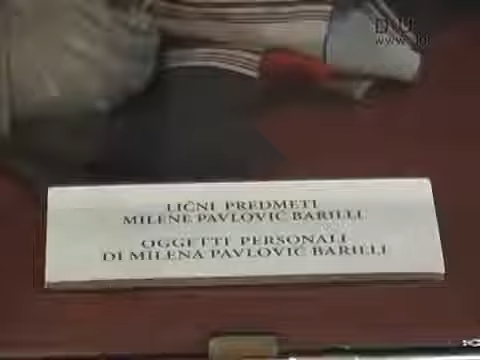 LIČNI PREDMETI
MILENE PAVLOVIĆ BARILLI
OGGETTI PERSONALI
DI MILENA PAVLOVIĆ BARILLI